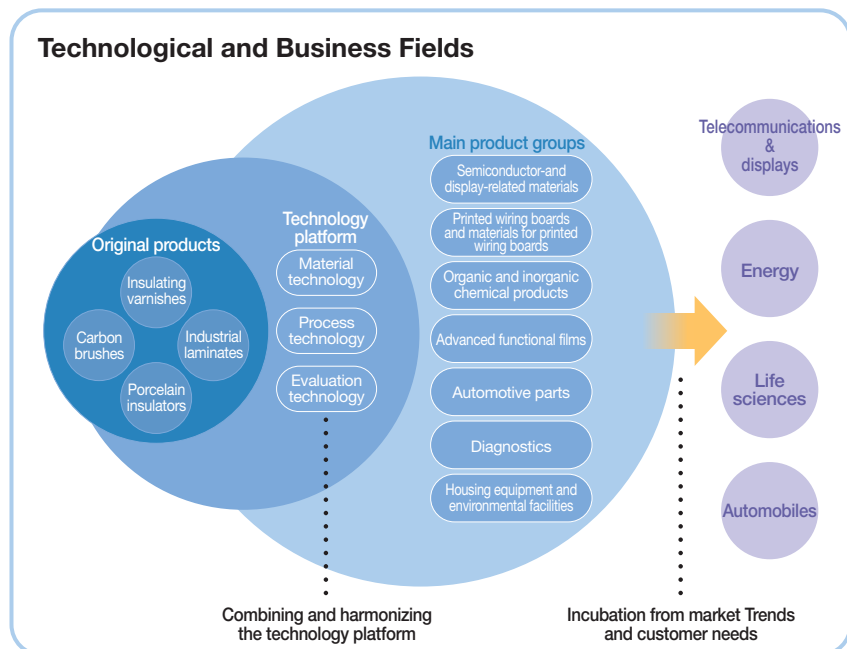 Technological and Business Fields
Original products
Insulating
varnishes
Carbon
brushes
Industrial
laminates
Porcelain
insulators
Technology
platform
Material
technology
Process
technology
Evaluation
technology
Main product groups
Semiconductor-and
display-related materials
Printed wiring boards
and materials for printed
wiring boards
Organic and inorganic
chemical products
Advanced functional films
Automotive parts
Diagnostics
Housing equipment and
environmental facilities
Telecommunications
&
displays
Energy
Life
sciences
Automobiles
Combining and harmonizing
the technology platform
Incubation from market Trends
and customer needs